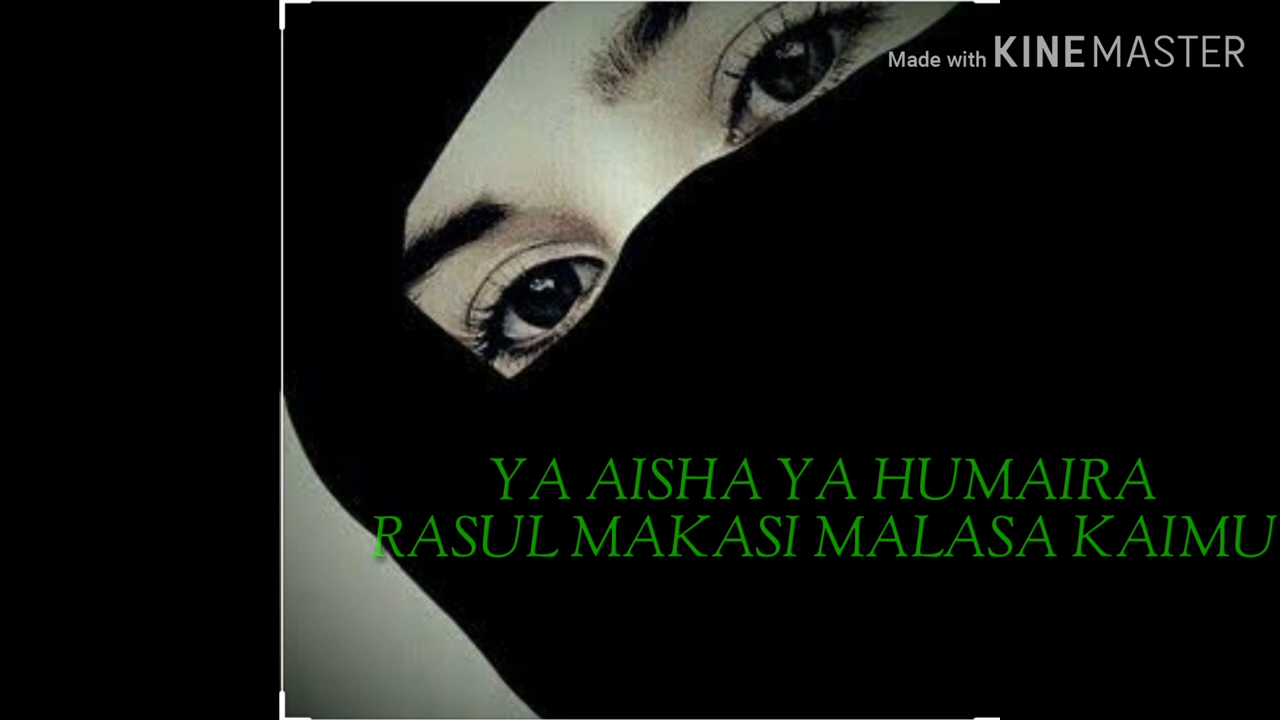 Made with KINEMASTER
YA AISHA YA HUMAIRA
RASUL MAKASI MALASA KAIMU